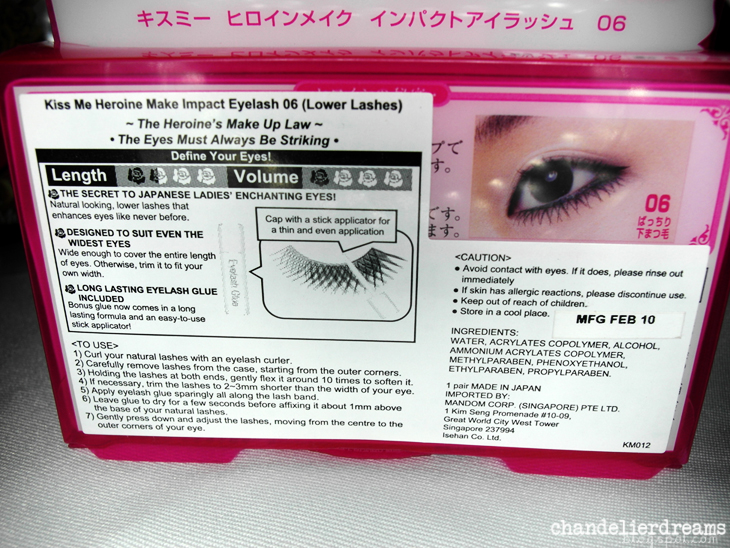 キスミー ヒロインメイク インパクトアイラッシュ 06
Kiss Me Heroine Make Impact Eyelash 06 (Lower Lashes)
~ The Heroine's Make Up Law ~
• The Eyes Must Always Be Striking •
Define Your Eyes!
Length Volume
THE SECRET TO JAPANESE LADIES' ENCHANTING EYES!
Natural looking, lower lashes that
enhances eyes like never before.
DESIGNED TO SUIT EVEN THE
WIDEST EYES
Wide enough to cover the entire length
of eyes. Otherwise, trim it to fit your
own width.
LONG LASTING EYELASH GLUE
INCLUDED
Bonus glue now comes in a long
lasting formula and an easy-to-use
stick applicator!
Cap with a stick applicator for
a thin and even application
Eyelash Glue
<TO USE>
1) Curl your natural lashes with an eyelash curler.
2) Carefully remove lashes from the case, starting from the outer corners.
3) Holding the lashes at both ends, gently flex it around 10 times to soften it.
4) If necessary, trim the lashes to 2~3mm shorter than the width of your eye.
5) Apply eyelash glue sparingly all along the lash band.
6) Leave glue to dry for a few seconds before affixing it about 1mm above
the base of your natural lashes.
7) Gently press down and adjust the lashes, moving from the centre to the
outer corners of your eye.
プで
す。
です。
ます。
06
ぱっちり
下まつ毛
<CAUTION>
• Avoid contact with eyes. If it does, please rinse out
immediately
• If skin has allergic reactions, please discontinue use.
• Keep out of reach of children.
• Store in a cool place.
MFG FEB 10
INGREDIENTS:
WATER, ACRYLATES COPOLYMER, ALCOHOL,
AMMONIUM ACRYLATES COPOLYMER,
METHYLPARABEN, PHENOXYETHANOL,
ETHYLPARABEN, PROPYLPARABEN.
1 pair MADE IN JAPAN
IMPORTED BY:
MANDOM CORP. (SINGAPORE) PTE LTD.
1 Kim Seng Promenade #10-09,
Great World City West Tower
Singapore 237994
Isehan Co. Ltd.
KM012
chandelierdreams
.blogspot.com